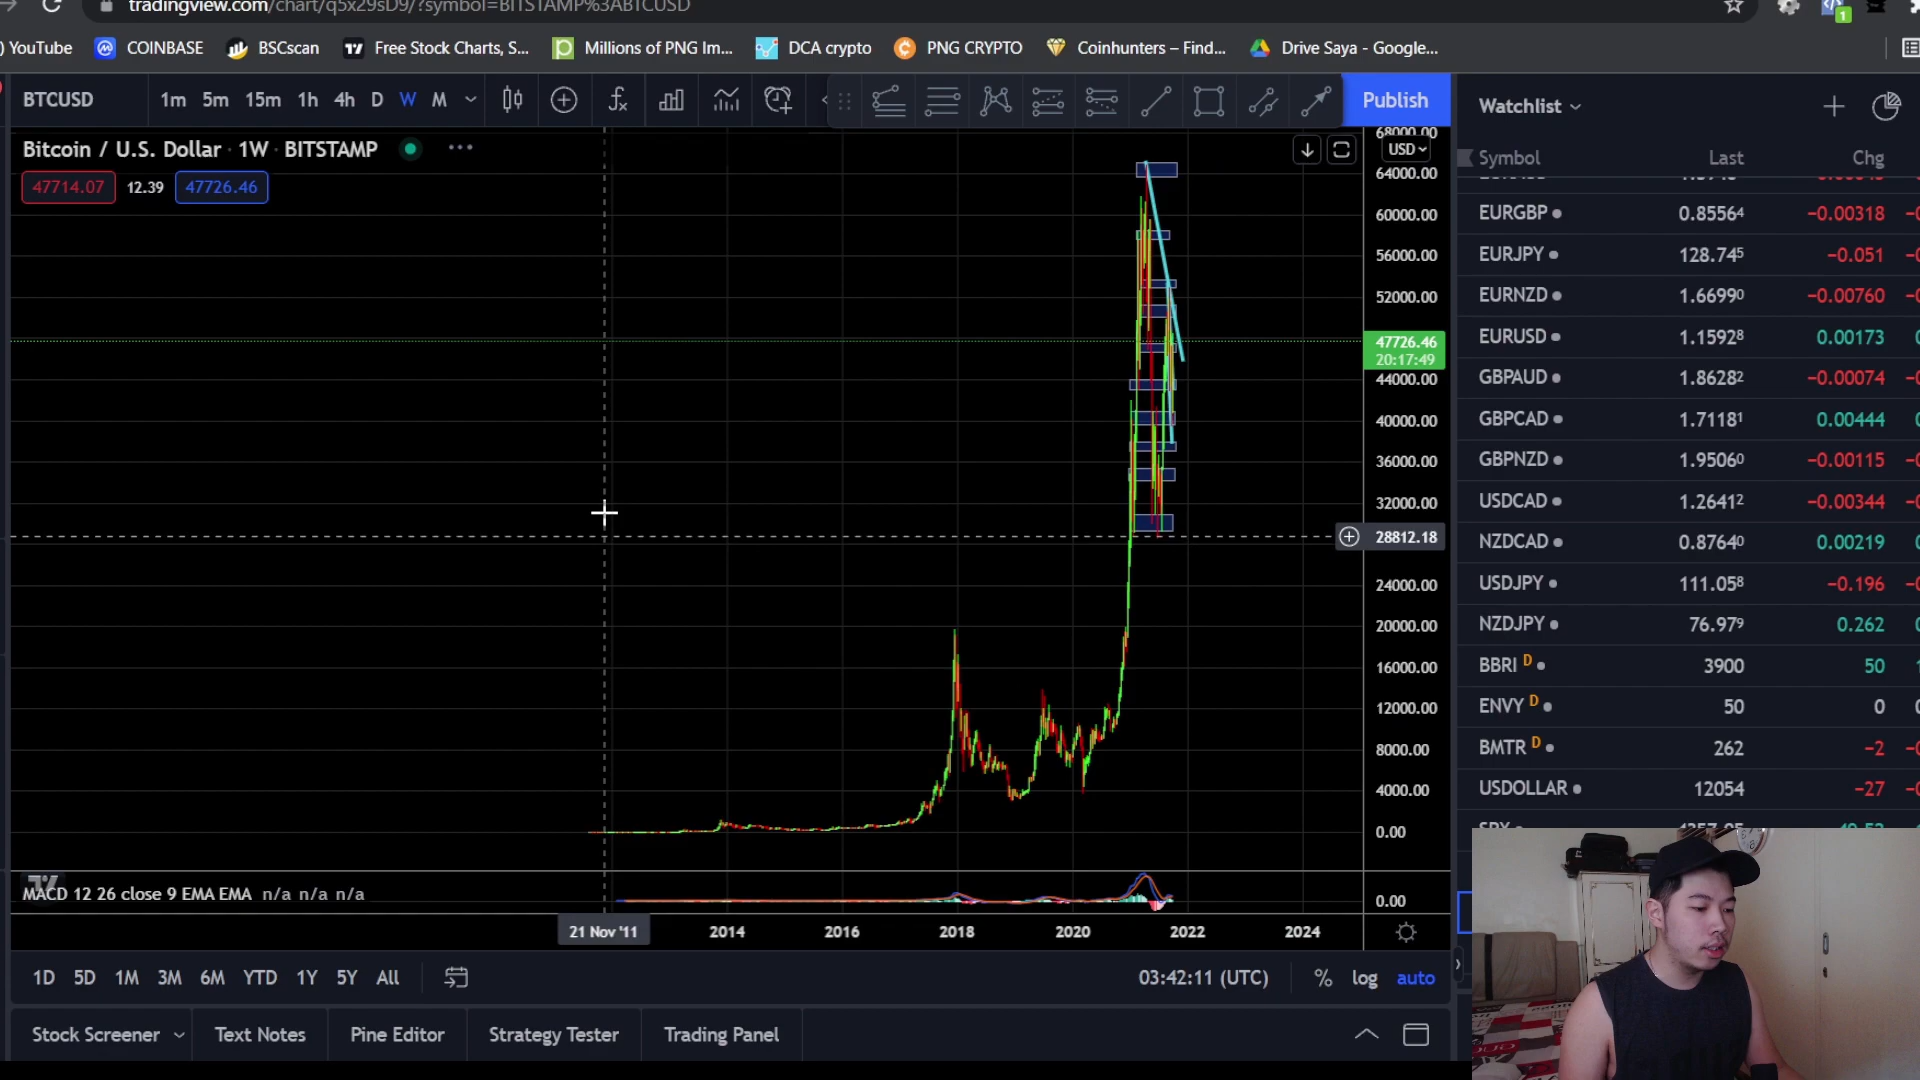 tradingview.com/chart/q5x29sD9/?symbol=BITSTAMP%3ABTCUSD
YouTube COINBASE BSCscan Free Stock Charts, S... Millions of PNG Im... DCA crypto PNG CRYPTO Coinhunters – Find... Drive Saya - Google...
BTCUSD 1m 5m 15m 1h 4h D W M Publish
Watchlist
Bitcoin / U.S. Dollar · 1W · BITSTAMP
47714.07 12.39 47726.46
Symbol Last Chg
68000.00
USD
64000.00
60000.00
56000.00
52000.00
47726.46
20:17:49
44000.00
40000.00
36000.00
32000.00
28812.18
24000.00
20000.00
16000.00
12000.00
8000.00
4000.00
0.00
EURGBP 0.85564 −0.00318
EURJPY 128.745 −0.051
EURNZD 1.66990 −0.00760
EURUSD 1.15928 0.00173
GBPAUD 1.86282 −0.00074
GBPCAD 1.71181 0.00444
GBPNZD 1.95060 −0.00115
USDCAD 1.26412 −0.00344
NZDCAD 0.87640 0.00219
USDJPY 111.058 −0.196
NZDJPY 76.979 0.262
BBRI D 3900 50
ENVY D 50 0
BMTR D 262 −2
USDOLLAR 12054 −27
MACD 12 26 close 9 EMA EMA n/a n/a n/a
0.00
21 Nov '11 2014 2016 2018 2020 2022 2024
1D 5D 1M 3M 6M YTD 1Y 5Y All
03:42:11 (UTC) % log auto
Stock Screener Text Notes Pine Editor Strategy Tester Trading Panel